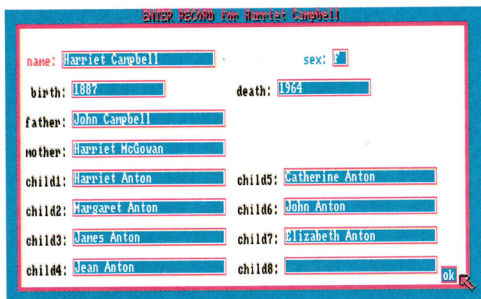 ENTER RECORD for Harriet Campbell
name: Harriet Campbell sex: F
birth: 1887 death: 1964
father: John Campbell
mother: Harriet McGowan
child1: Harriet Anton child5: Catherine Anton
child2: Margaret Anton child6: John Anton
child3: James Anton child7: Elizabeth Anton
child4: Jean Anton child8:
ok